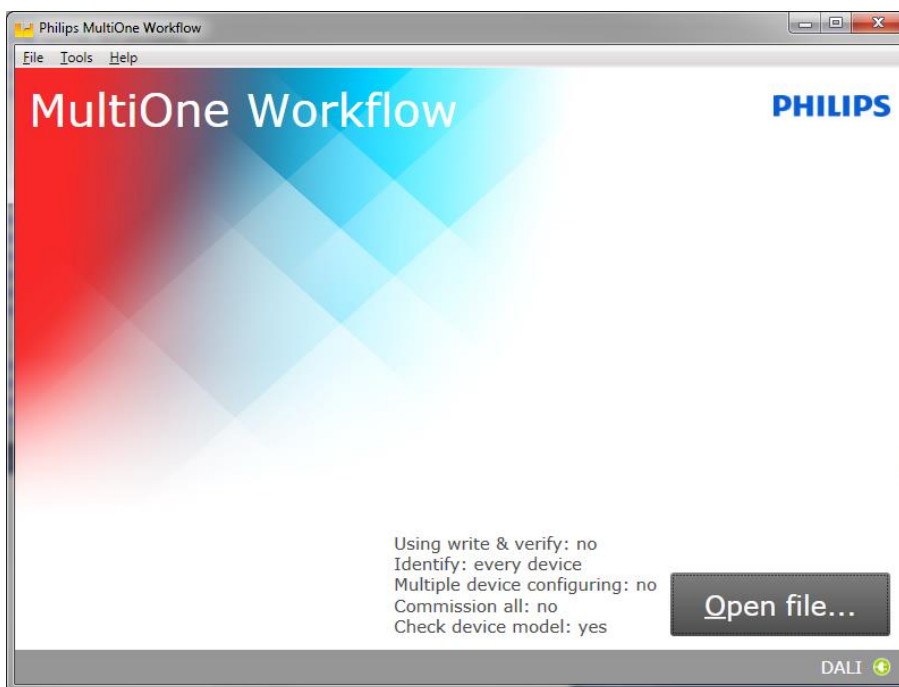 Philips MultiOne Workflow
File Tools Help
MultiOne Workflow
PHILIPS
Using write & verify: no
Identify: every device
Multiple device configuring: no
Commission all: no
Check device model: yes
Open file...
DALI